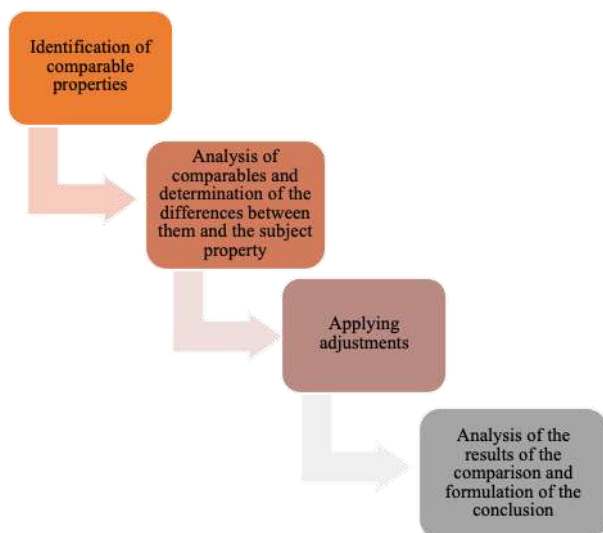 Identification of
comparable
properties
Analysis of
comparables and
determination of the
differences between
them and the subject
property
Applying
adjustments
Analysis of the
results of the
comparison and
formulation of the
conclusion